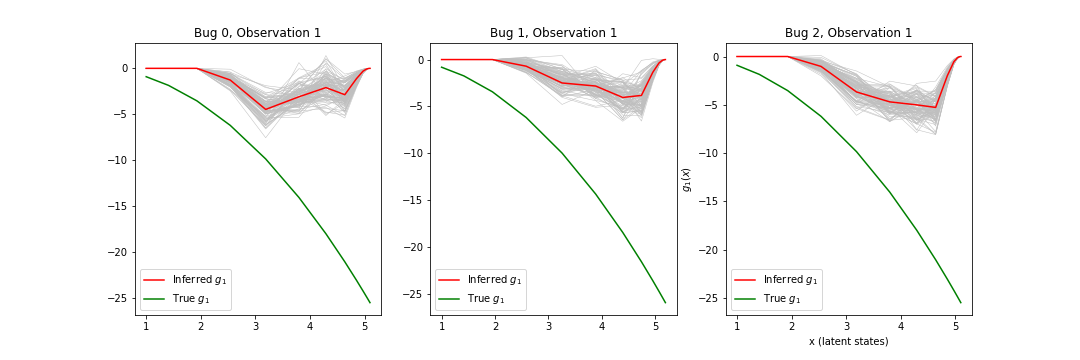 Bug 0, Observation 1
0
−5
−10
−15
−20
−25
1 2 3 4 5
Inferred g₁
True g₁
Bug 1, Observation 1
0
−5
−10
−15
−20
−25
1 2 3 4 5
Inferred g₁
True g₁
Bug 2, Observation 1
g₁(x)
0
−5
−10
−15
−20
−25
1 2 3 4 5
x (latent states)
Inferred g₁
True g₁